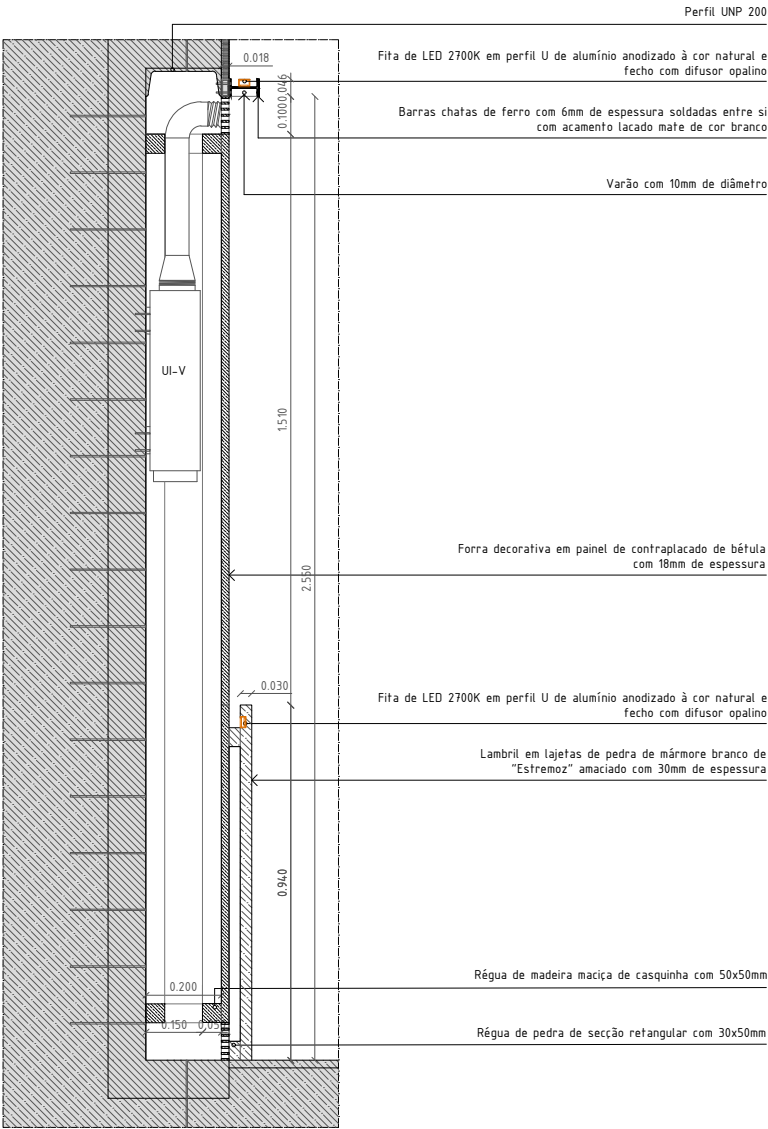 Perfil UNP 200
0.018
Fita de LED 2700K em perfil U de alumínio anodizado à cor natural e
fecho com difusor opalino
0.046
0.100
Barras chatas de ferro com 6mm de espessura soldadas entre si
com acamento lacado mate de cor branco
Varão com 10mm de diâmetro
UI-V
1.510
Forra decorativa em painel de contraplacado de bétula
com 18mm de espessura
2.550
0.030
Fita de LED 2700K em perfil U de alumínio anodizado à cor natural e
fecho com difusor opalino
Lambril em lajetas de pedra de mármore branco de
"Estremoz" amaciado com 30mm de espessura
0.940
Régua de madeira maciça de casquinha com 50x50mm
0.200
0.150
0.05
Régua de pedra de secção retangular com 30x50mm